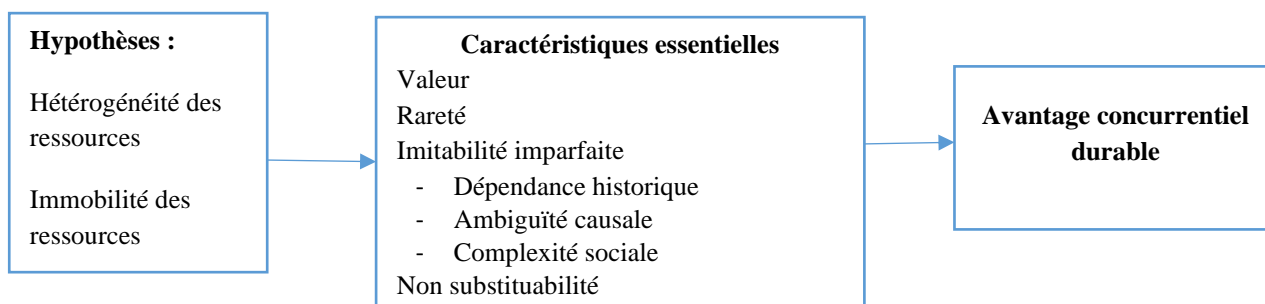 Hypothèses :
Hétérogénéité des
ressources
Immobilité des
ressources
Caractéristiques essentielles
Valeur
Rareté
Imitabilité imparfaite
- Dépendance historique
- Ambiguïté causale
- Complexité sociale
Non substituabilité
Avantage concurrentiel
durable